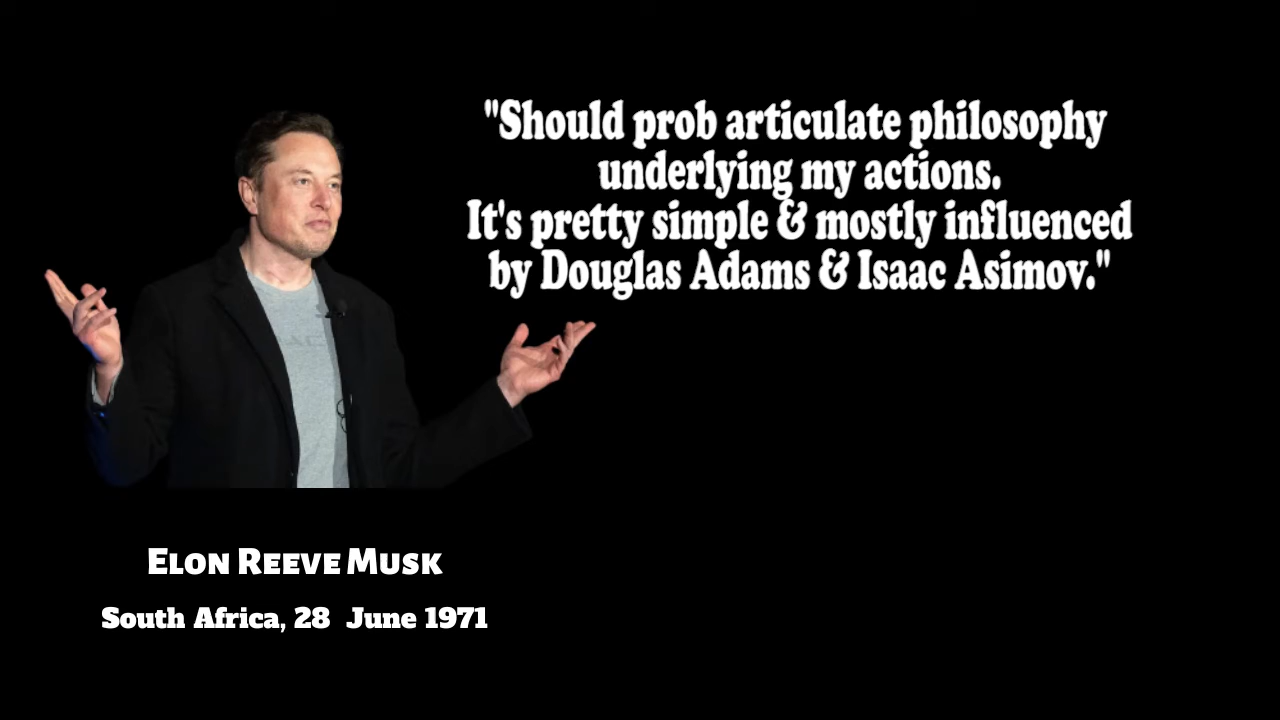 "Should prob articulate philosophy
underlying my actions.
It's pretty simple & mostly influenced
by Douglas Adams & Isaac Asimov."
Elon Reeve Musk
South Africa, 28 June 1971